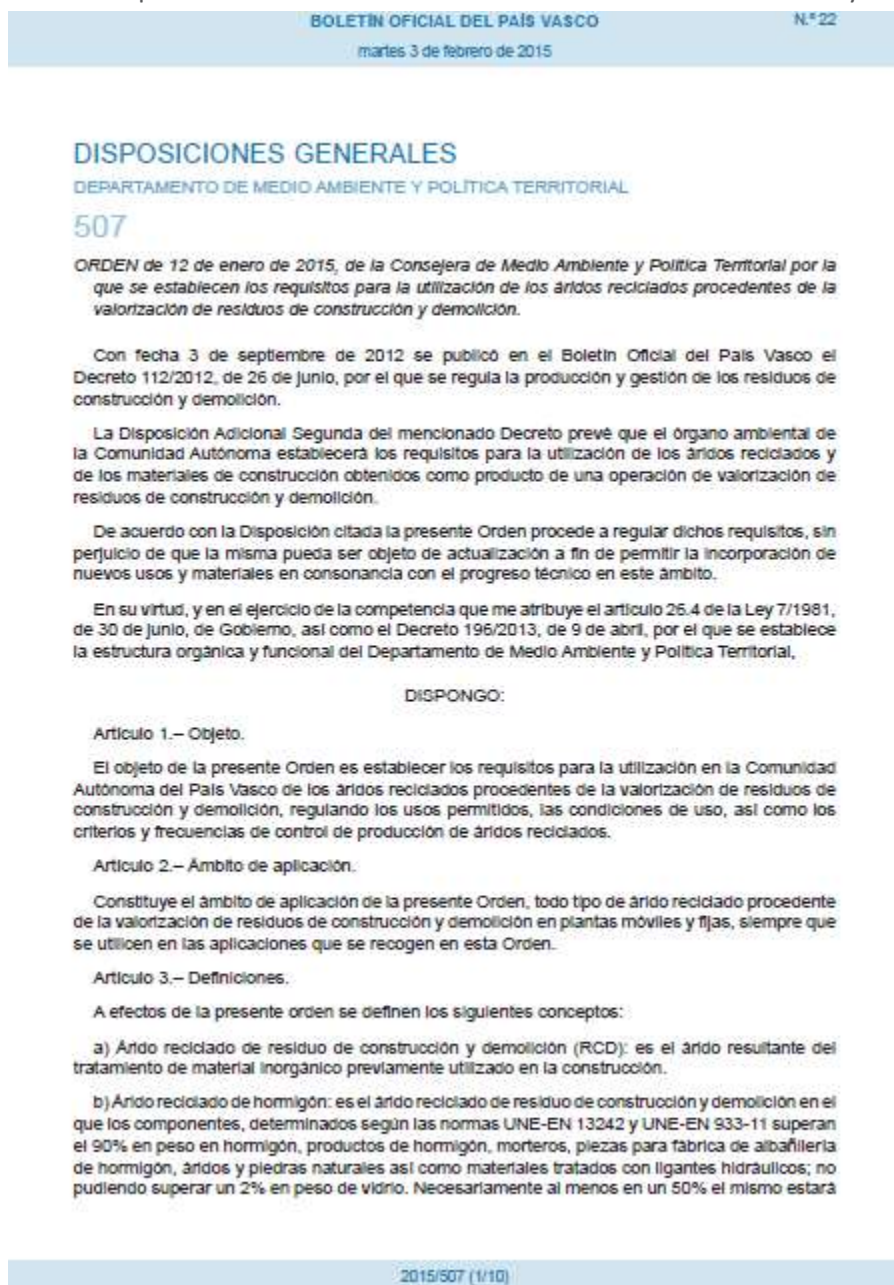 BOLETÍN OFICIAL DEL PAÍS VASCO
N.º 22
martes 3 de febrero de 2015
DISPOSICIONES GENERALES
DEPARTAMENTO DE MEDIO AMBIENTE Y POLÍTICA TERRITORIAL
507
ORDEN de 12 de enero de 2015, de la Consejera de Medio Ambiente y Política Territorial por la
que se establecen los requisitos para la utilización de los áridos reciclados procedentes de la
valorización de residuos de construcción y demolición.
Con fecha 3 de septiembre de 2012 se publicó en el Boletín Oficial del País Vasco el
Decreto 112/2012, de 26 de junio, por el que se regula la producción y gestión de los residuos de
construcción y demolición.
La Disposición Adicional Segunda del mencionado Decreto prevé que el órgano ambiental de
la Comunidad Autónoma establecerá los requisitos para la utilización de los áridos reciclados y
de los materiales de construcción obtenidos como producto de una operación de valorización de
residuos de construcción y demolición.
De acuerdo con la Disposición citada la presente Orden procede a regular dichos requisitos, sin
perjuicio de que la misma pueda ser objeto de actualización a fin de permitir la incorporación de
nuevos usos y materiales en consonancia con el progreso técnico en este ámbito.
En su virtud, y en el ejercicio de la competencia que me atribuye el artículo 26.4 de la Ley 7/1981,
de 30 de junio, de Gobierno, así como el Decreto 196/2013, de 9 de abril, por el que se establece
la estructura orgánica y funcional del Departamento de Medio Ambiente y Política Territorial,
DISPONGO:
Artículo 1.– Objeto.
El objeto de la presente Orden es establecer los requisitos para la utilización en la Comunidad
Autónoma del País Vasco de los áridos reciclados procedentes de la valorización de residuos de
construcción y demolición, regulando los usos permitidos, las condiciones de uso, así como los
criterios y frecuencias de control de producción de áridos reciclados.
Artículo 2.– Ámbito de aplicación.
Constituye el ámbito de aplicación de la presente Orden, todo tipo de árido reciclado procedente
de la valorización de residuos de construcción y demolición en plantas móviles y fijas, siempre que
se utilicen en las aplicaciones que se recogen en esta Orden.
Artículo 3.– Definiciones.
A efectos de la presente orden se definen los siguientes conceptos:
a) Árido reciclado de residuo de construcción y demolición (RCD): es el árido resultante del
tratamiento de material inorgánico previamente utilizado en la construcción.
b) Árido reciclado de hormigón: es el árido reciclado de residuo de construcción y demolición en el
que los componentes, determinados según las normas UNE-EN 13242 y UNE-EN 933-11 superan
el 90% en peso en hormigón, productos de hormigón, morteros, piezas para fábrica de albañilería
de hormigón, áridos y piedras naturales así como materiales tratados con ligantes hidráulicos; no
pudiendo superar un 2% en peso de vidrio. Necesariamente al menos en un 50% el mismo estará
2015/507 (1/10)